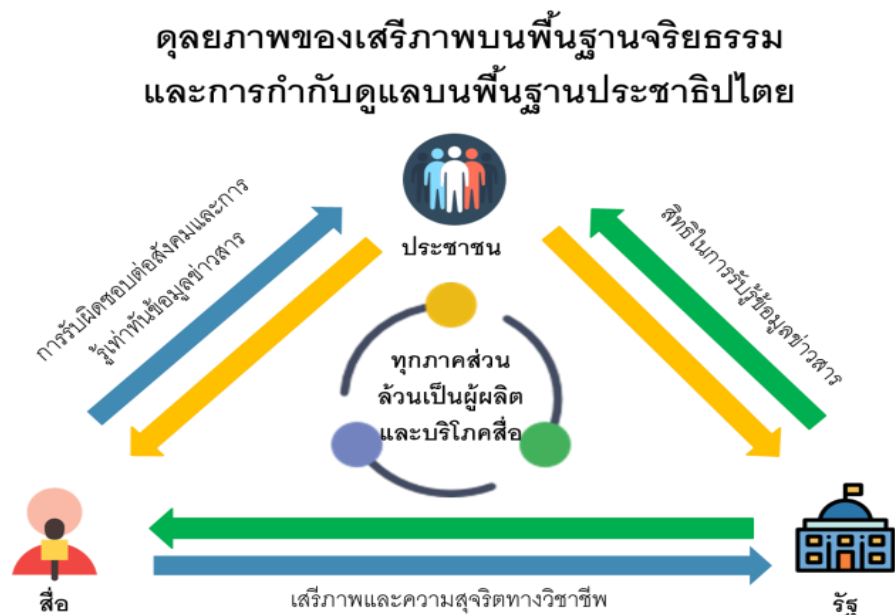 ดุลยภาพของเสรีภาพบนพื้นฐานจริยธรรม
และการกำกับดูแลบนพื้นฐานประชาธิปไตย
ประชาชน
การรับผิดชอบต่อสังคมและการ
รู้เท่าทันข้อมูลข่าวสาร
สิทธิในการรับรู้ข้อมูลข่าวสาร
ทุกภาคส่วน
ล้วนเป็นผู้ผลิต
และบริโภคสื่อ
สื่อ
เสรีภาพและความสุจริตทางวิชาชีพ
รัฐ